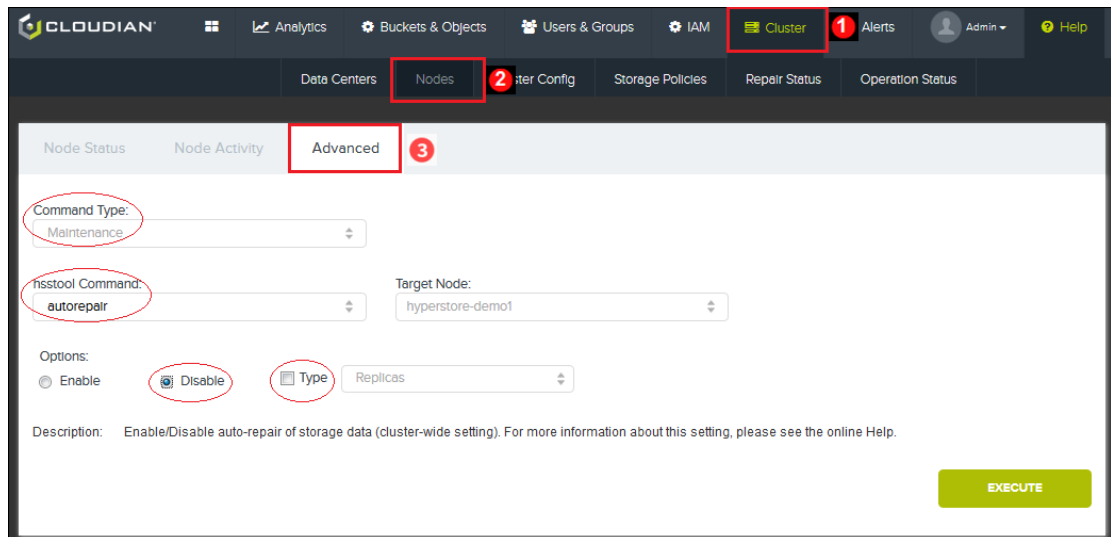 CLOUDIAN Analytics Buckets & Objects Users & Groups IAM Cluster 1 Alerts Admin Help
Data Centers Nodes 2 ster Config Storage Policies Repair Status Operation Status
Node Status Node Activity Advanced 3
Command Type:
Maintenance
hsstool Command: Target Node:
autorepair hyperstore-demo1
Options:
Enable Disable Type Replicas
Description: Enable/Disable auto-repair of storage data (cluster-wide setting). For more information about this setting, please see the online Help.
EXECUTE